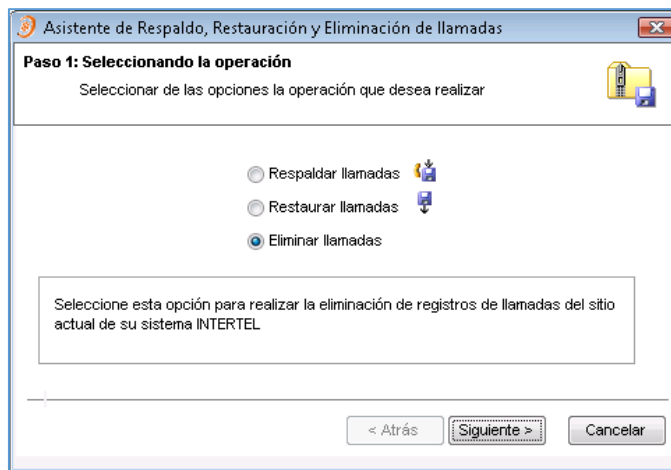 Asistente de Respaldo, Restauración y Eliminación de llamadas
Paso 1: Seleccionando la operación
Seleccionar de las opciones la operación que desea realizar
Respaldar llamadas
Restaurar llamadas
Eliminar llamadas
Seleccione esta opción para realizar la eliminación de registros de llamadas del sitio
actual de su sistema INTERTEL
< Atrás Siguiente > Cancelar